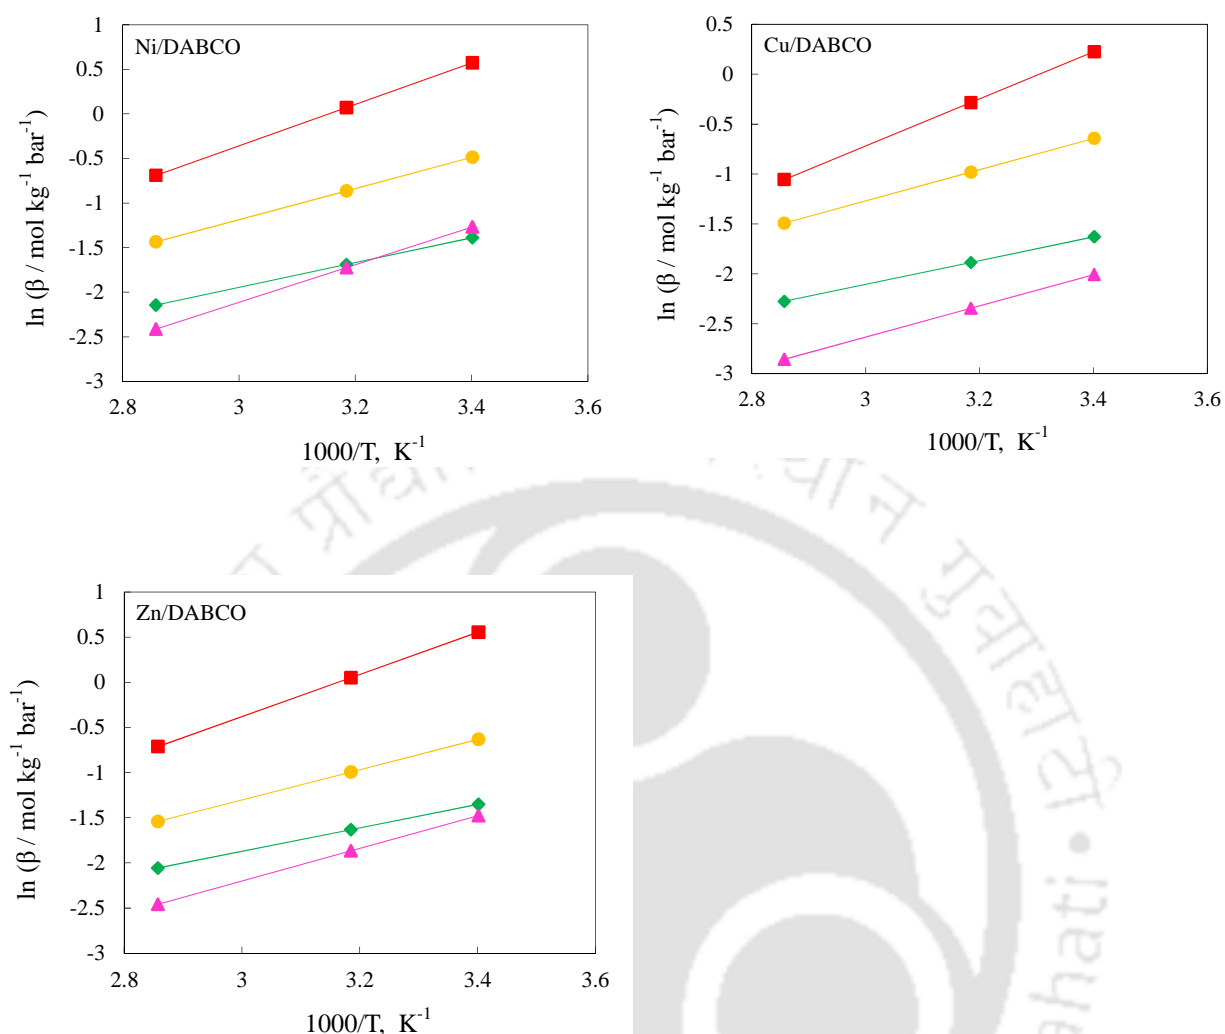 Ni/DABCO
1
0.5
0
-0.5
-1
-1.5
-2
-2.5
-3
2.8 3 3.2 3.4 3.6
ln (β / mol kg⁻¹ bar⁻¹)
1000/T, K⁻¹
Cu/DABCO
0.5
0
-0.5
-1
-1.5
-2
-2.5
-3
2.8 3 3.2 3.4 3.6
ln (β / mol kg⁻¹ bar⁻¹)
1000/T, K⁻¹
Zn/DABCO
1
0.5
0
-0.5
-1
-1.5
-2
-2.5
-3
2.8 3 3.2 3.4 3.6
ln (β / mol kg⁻¹ bar⁻¹)
1000/T, K⁻¹
गुवाहाटी